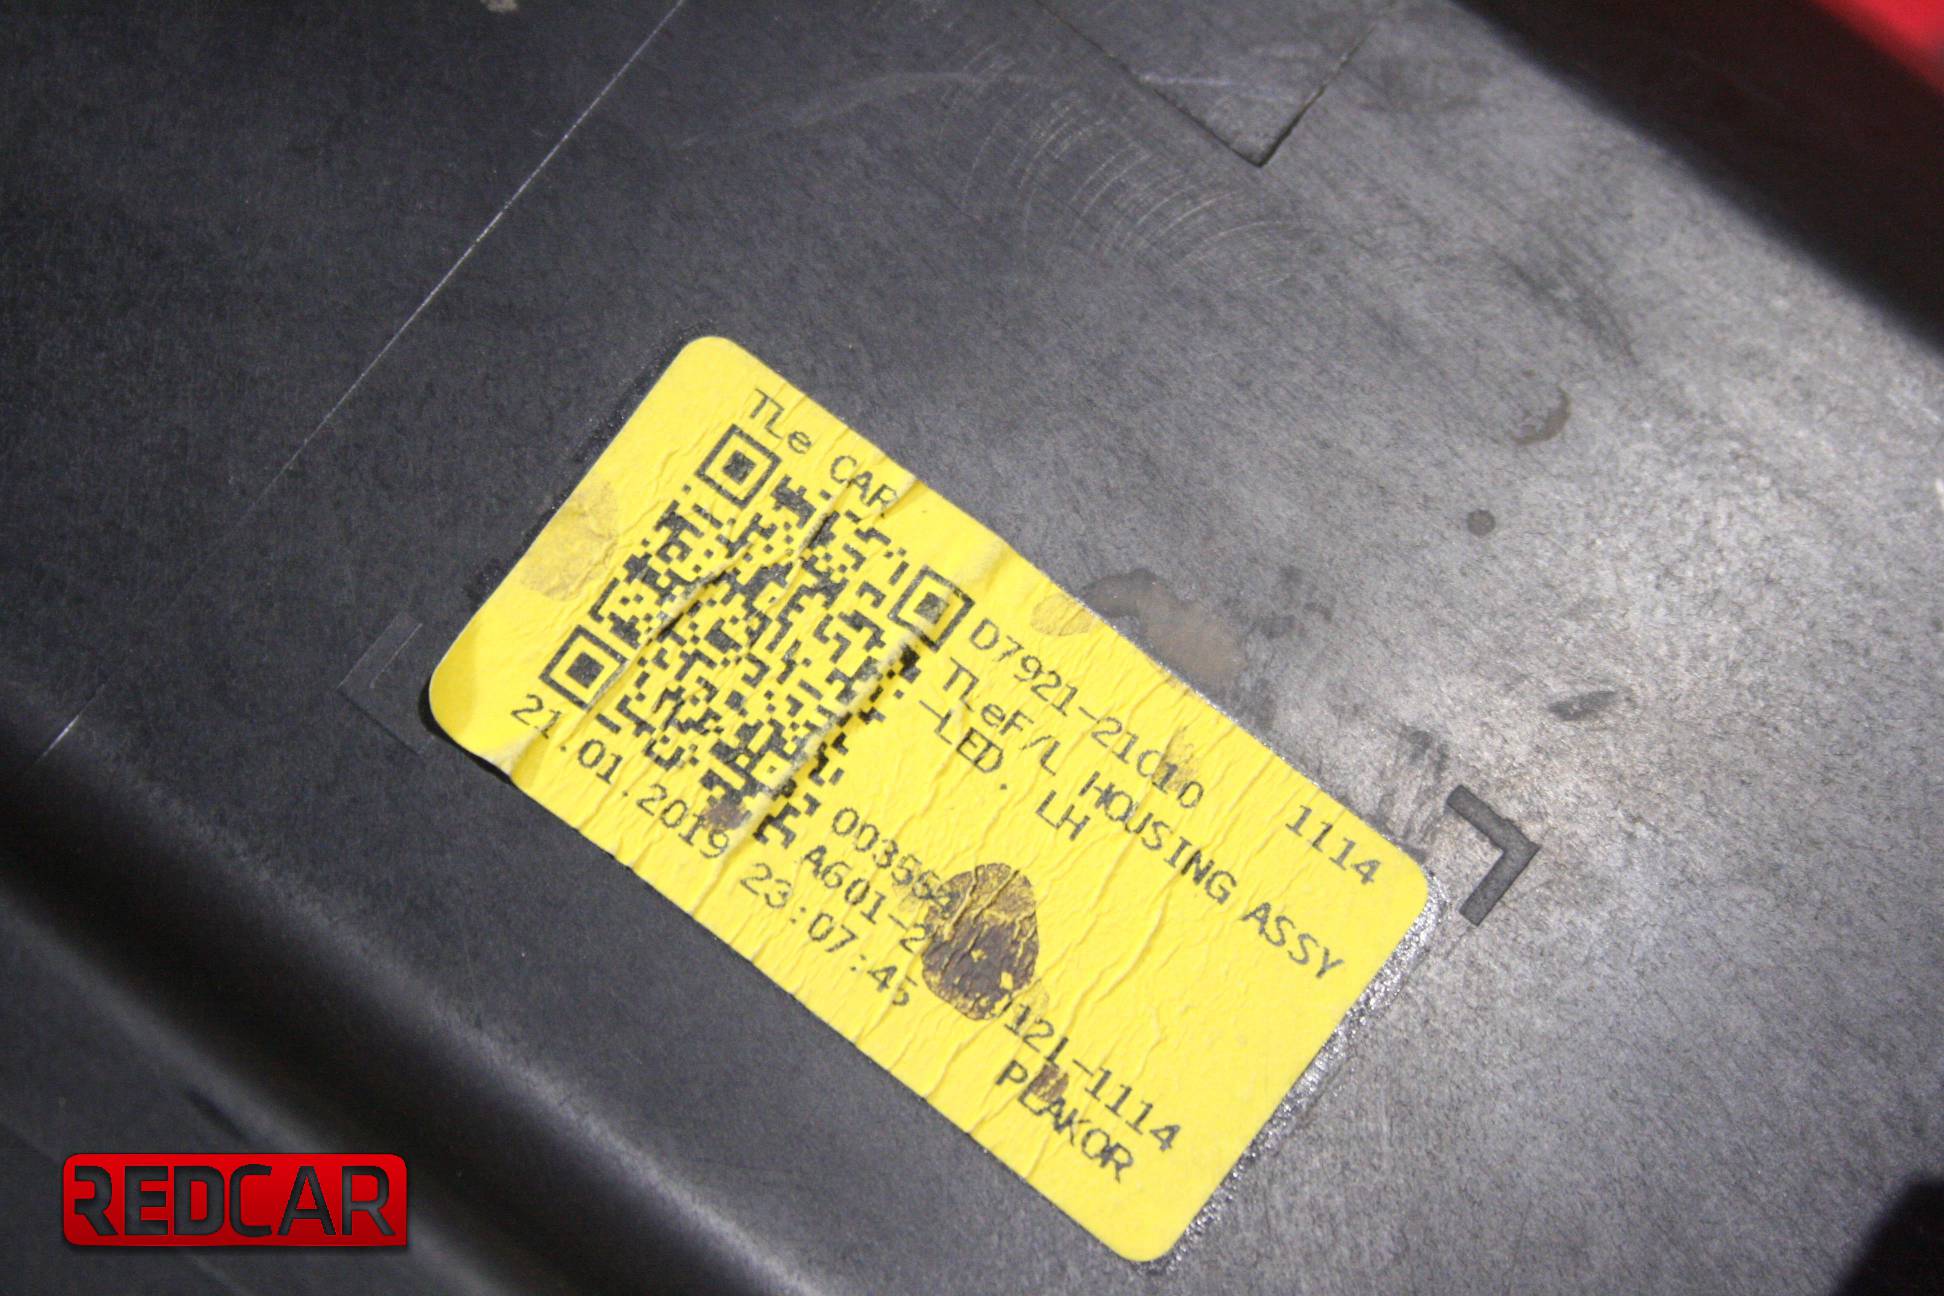 TLe CAR
D7921-21010 1114
TLeF/L HOUSING ASSY
-LED. LH
121-1114
PLAKOR
21.01.2019 23:07:45
REDCAR